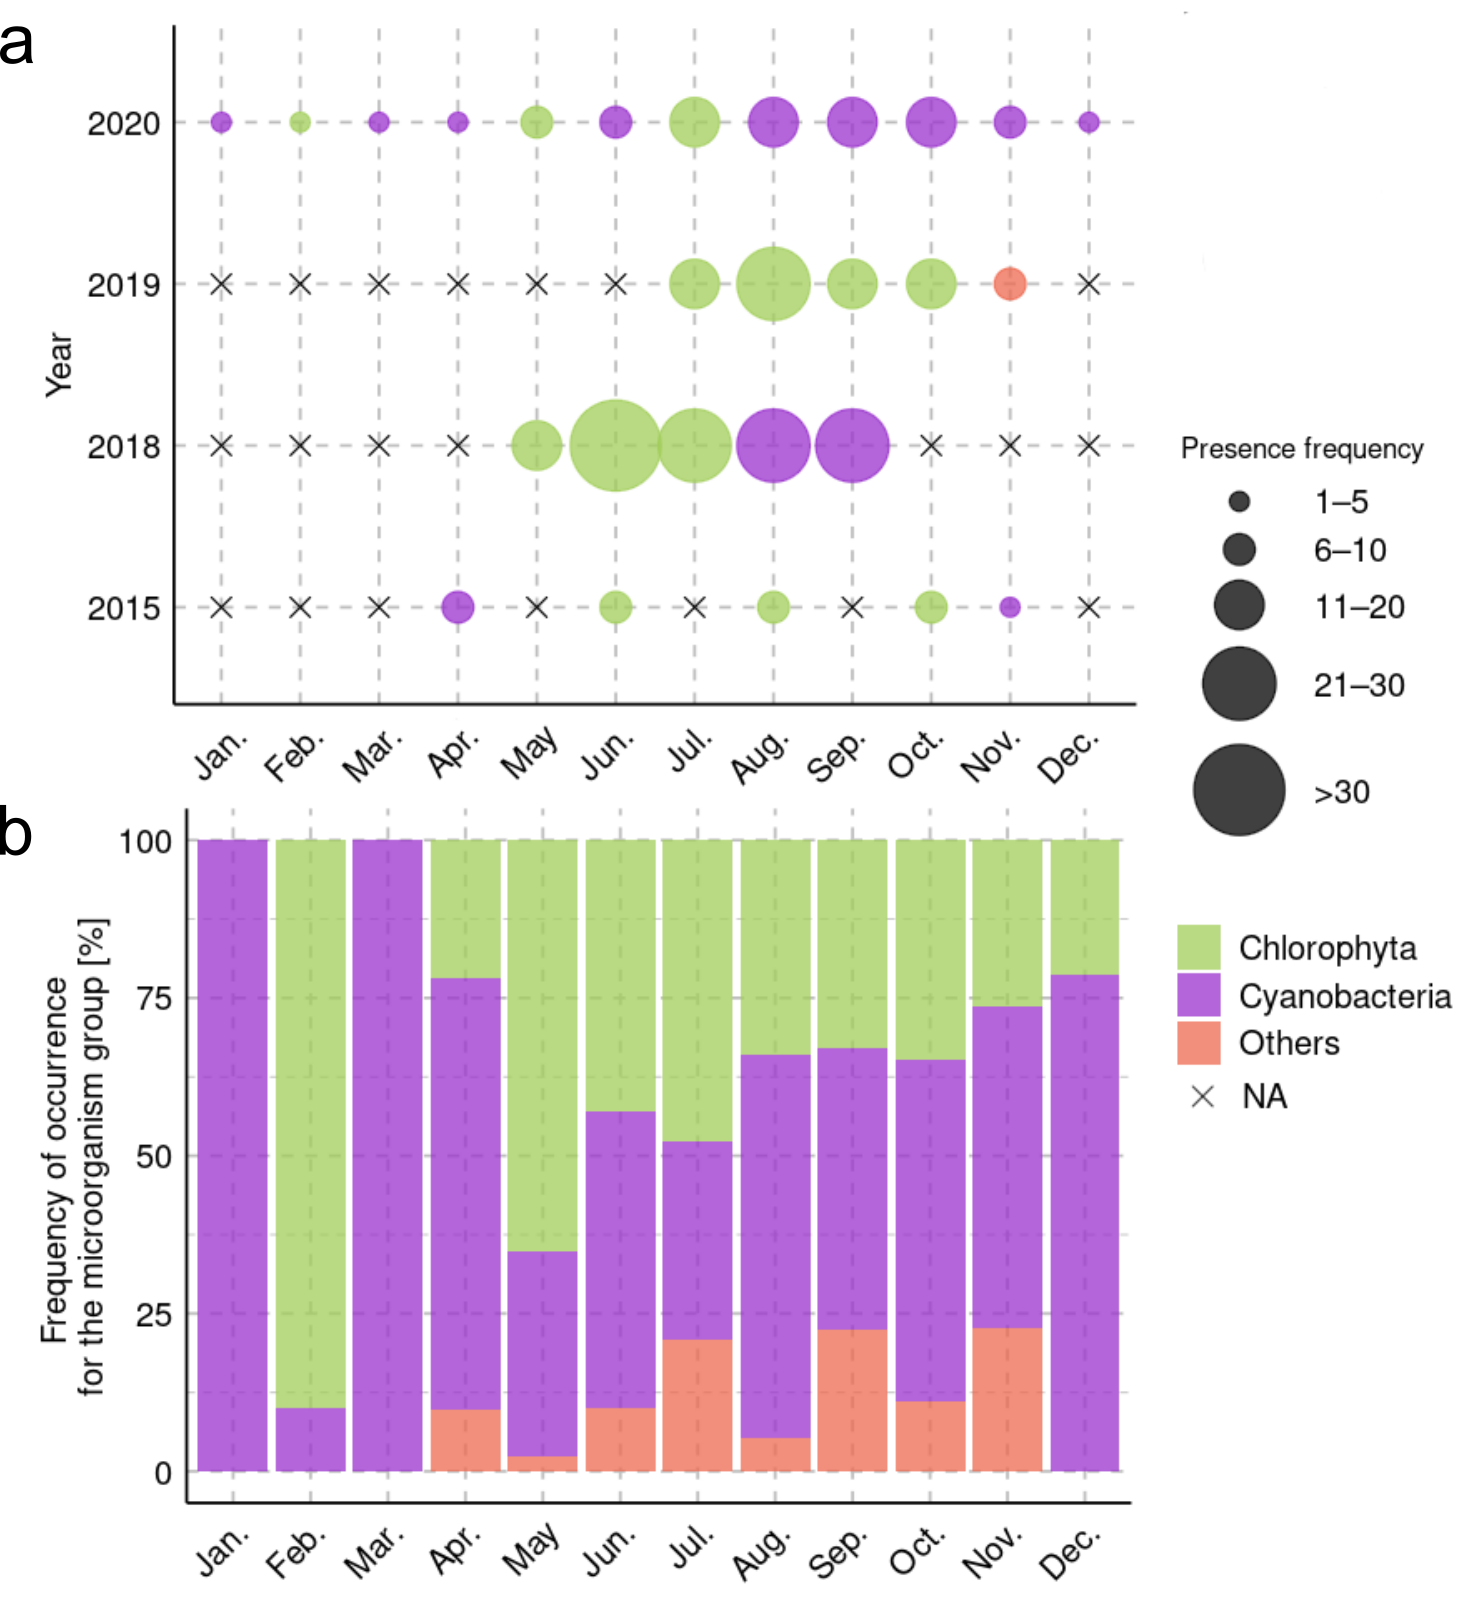 a
2020
2019
2018
2015
Year
Jan.
Feb.
Mar.
Apr.
May
Jun.
Jul.
Aug.
Sep.
Oct.
Nov.
Dec.
Presence frequency
1–5
6–10
11–20
21–30
>30
b
100
75
50
25
0
Frequency of occurrence
for the microorganism group [%]
Jan.
Feb.
Mar.
Apr.
May
Jun.
Jul.
Aug.
Sep.
Oct.
Nov.
Dec.
Chlorophyta
Cyanobacteria
Others
NA